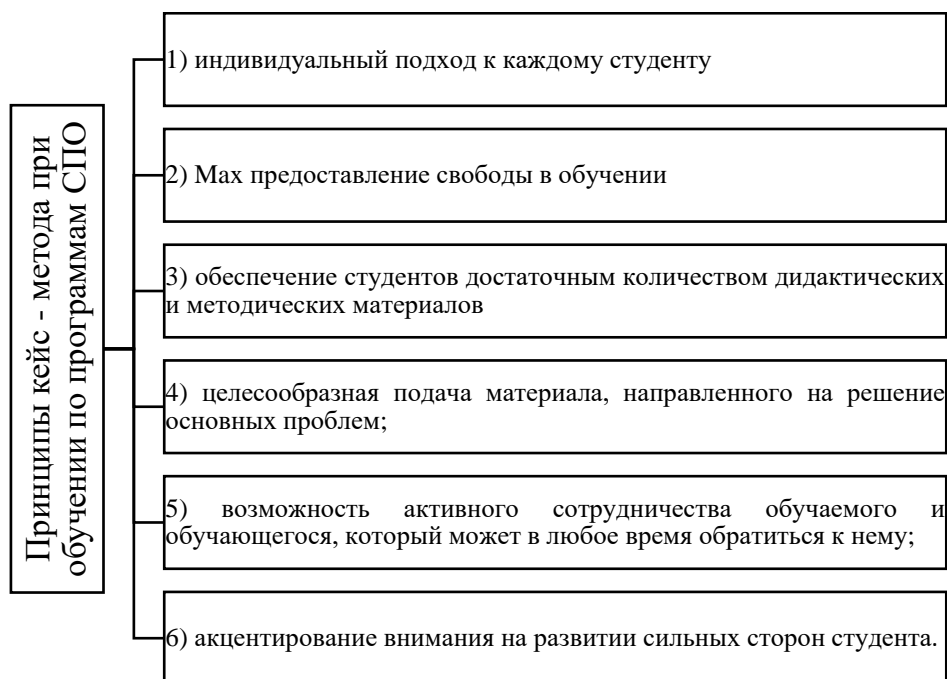 Принципы кейс - метода при
обучении по программам СПО
1) индивидуальный подход к каждому студенту
2) Мах предоставление свободы в обучении
3) обеспечение студентов достаточным количеством дидактических
и методических материалов
4) целесообразная подача материала, направленного на решение
основных проблем;
5) возможность активного сотрудничества обучаемого и
обучающегося, который может в любое время обратиться к нему;
6) акцентирование внимания на развитии сильных сторон студента.